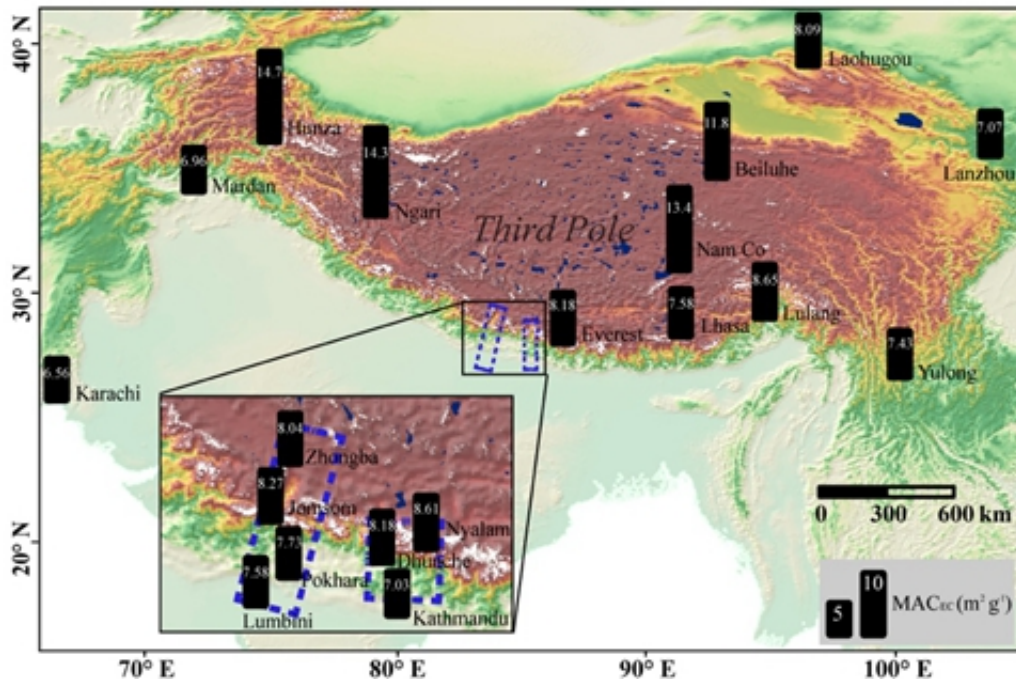 40° N
8.09
Laohugou
14.7
Hunza
11.8
7.07
14.3
6.96
Mardan
Beiluhe
Lanzhou
Ngari
13.4
Third Pole
Nam Co
30° N
8.65
8.18
7.58
Lulang
Everest
Lhasa
7.43
Yulong
6.56
Karachi
8.04
Zhongba
8.27
Jomsom
8.61
8.18
Nyalam
7.73
Dhunche
20° N
7.58
Pokhara
7.03
Lumbini
Kathmandu
0 300 600 km
5
10
MAC EC (m² g⁻¹)
70° E
80° E
90° E
100° E